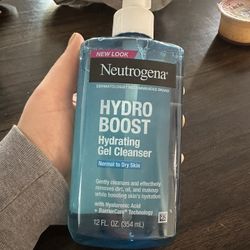 NEW LOOK
Neutrogena®
DERMATOLOGIST RECOMMENDED BRAND
HYDRO
BOOST
Hydrating
Gel Cleanser
Normal to Dry Skin
Gently cleanses and effectively
removes dirt, oil, and makeup
while boosting skin's hydration
with Hyaluronic Acid
+ BarrierCare™ Technology
12 FL. OZ. (354 mL)